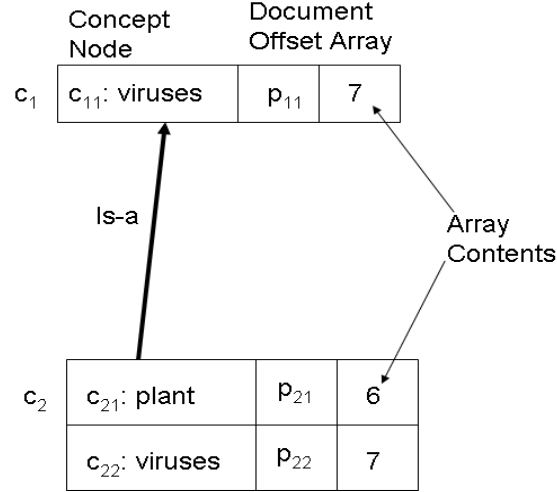 Concept
Node
Document
Offset Array
c₁
c₁₁: viruses
p₁₁
7
Is-a
Array
Contents
c₂
c₂₁: plant
p₂₁
6
c₂₂: viruses
p₂₂
7